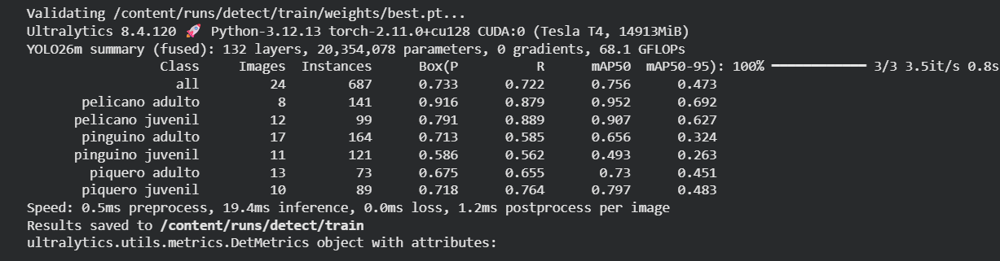 Validating /content/runs/detect/train/weights/best.pt...
Ultralytics 8.4.120 🚀 Python-3.12.13 torch-2.11.0+cu128 CUDA:0 (Tesla T4, 14913MiB)
YOLO26m summary (fused): 132 layers, 20,354,078 parameters, 0 gradients, 68.1 GFLOPs
Class Images Instances Box(P R mAP50 mAP50-95): 100% ━━━━━━━━━━━━ 3/3 3.5it/s 0.8s
all 24 687 0.733 0.722 0.756 0.473
pelicano adulto 8 141 0.916 0.879 0.952 0.692
pelicano juvenil 12 99 0.791 0.889 0.907 0.627
pinguino adulto 17 164 0.713 0.585 0.656 0.324
pinguino juvenil 11 121 0.586 0.562 0.493 0.263
piquero adulto 13 73 0.675 0.655 0.73 0.451
piquero juvenil 10 89 0.718 0.764 0.797 0.483
Speed: 0.5ms preprocess, 19.4ms inference, 0.0ms loss, 1.2ms postprocess per image
Results saved to /content/runs/detect/train
ultralytics.utils.metrics.DetMetrics object with attributes: